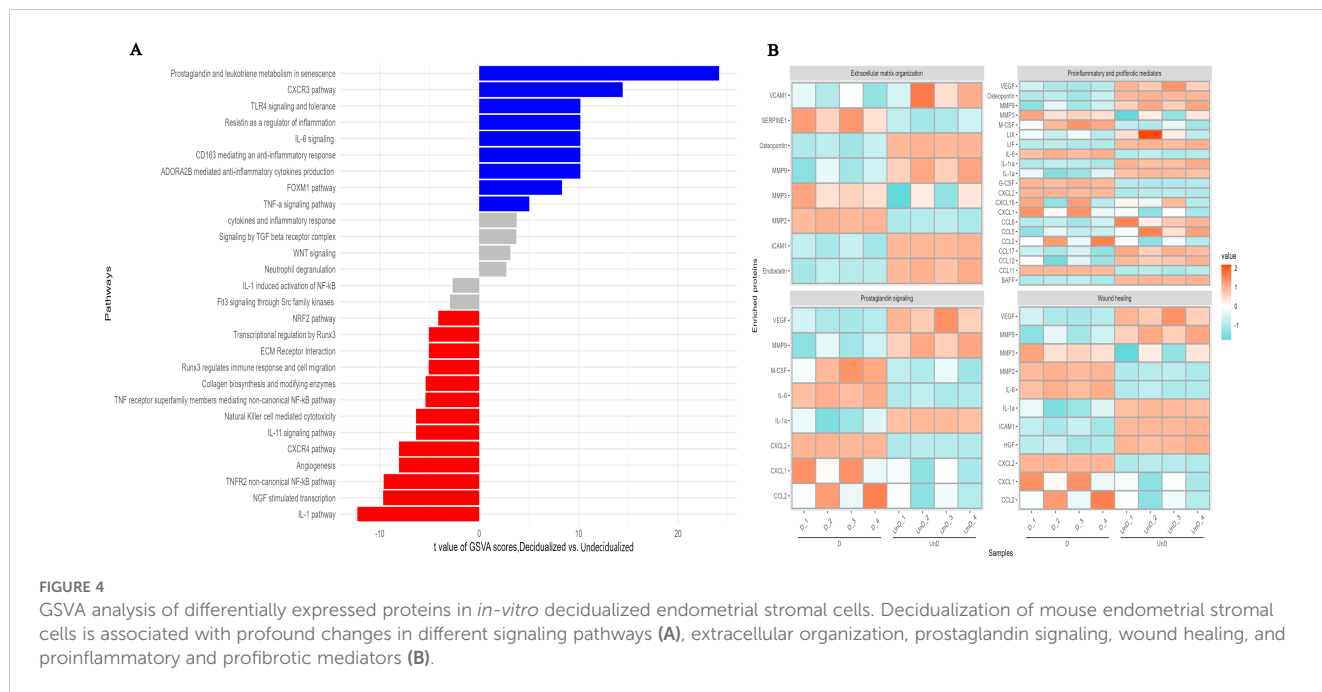 A
Prostaglandin and leukotriene metabolism in senescence
CXCR3 pathway
TLR4 signaling and tolerance
Resistin as a regulator of inflammation
IL-6 signaling
CD163 mediating an anti-inflammatory response
ADORA2B mediated anti-inflammatory cytokines production
FOXM1 pathway
TNF-a signaling pathway
cytokines and inflammatory response
Signaling by TGF beta receptor complex
WNT signaling
Neutrophil degranulation
IL-1 induced activation of NF-kB
Flt3 signaling through Src family kinases
NRF2 pathway
Transcriptional regulation by Runx3
ECM Receptor Interaction
Runx3 regulates immune response and cell migration
Collagen biosynthesis and modifying enzymes
TNF receptor superfamily members mediating non-canonical NF-kB pathway
Natural Killer cell mediated cytotoxicity
IL-11 signaling pathway
CXCR4 pathway
Angiogenesis
TNFR2 non-canonical NF-kB pathway
NGF stimulated transcription
IL-1 pathway
Pathways
-10 0 10 20
t value of GSVA scores,Decidualized vs. Undecidualized
B
Enriched proteins
Extracellular matrix organization
VCAM1
SERPINE1
Osteopontin
MMP9
MMP3
MMP2
ICAM1
Endostatin
Proinflammatory and profibrotic mediators
VEGF
Osteopontin
MMP9
MMP3
M-CSF
LIX
LIF
IL-6
IL-1ra
IL-1a
G-CSF
CXCL2
CXCL16
CXCL1
CCL6
CCL5
CCL2
CCL17
CCL12
CCL11
BAFF
Prostaglandin signaling
VEGF
MMP9
M-CSF
IL-6
IL-1a
CXCL2
CXCL1
CCL2
Wound healing
VEGF
MMP9
MMP3
MMP2
IL-6
IL-1a
ICAM1
HGF
CXCL2
CXCL1
CCL2
D_1 D_2 D_3 D_4 UnD_1 UnD_2 UnD_3 UnD_4
D UnD
D_1 D_2 D_3 D_4 UnD_1 UnD_2 UnD_3 UnD_4
D UnD
Samples
value
2
1
0
-1
FIGURE 4
GSVA analysis of differentially expressed proteins in in-vitro decidualized endometrial stromal cells. Decidualization of mouse endometrial stromal
cells is associated with profound changes in different signaling pathways (A), extracellular organization, prostaglandin signaling, wound healing, and
proinflammatory and profibrotic mediators (B).